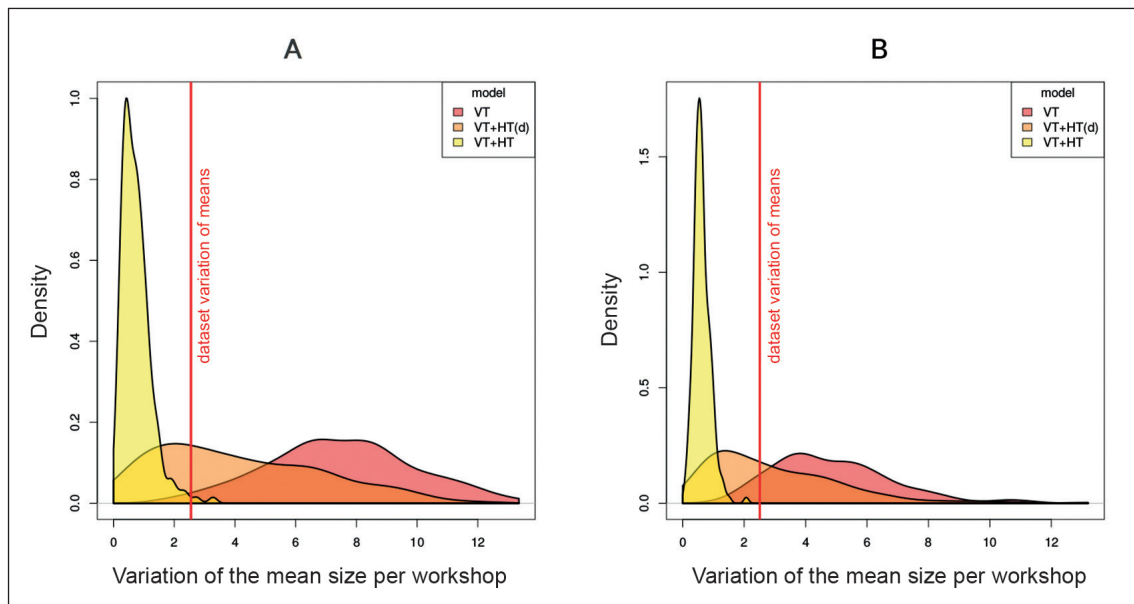 A
model
VT
VT+HT(d)
VT+HT
1.0
0.8
0.6
0.4
0.2
0.0
Density
dataset variation of means
0 2 4 6 8 10 12
Variation of the mean size per workshop
B
model
VT
VT+HT(d)
VT+HT
1.5
1.0
0.5
0.0
Density
dataset variation of means
0 2 4 6 8 10 12
Variation of the mean size per workshop